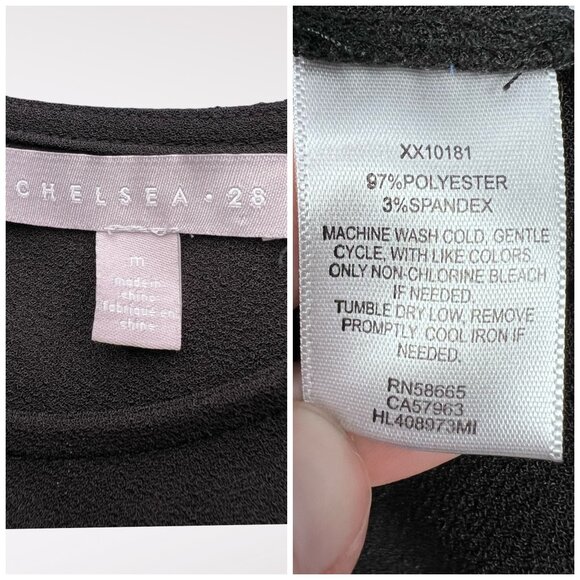 CHELSEA · 28
m
made in
china
fabriqué en
chine
XX10181
97%POLYESTER
3%SPANDEX
MACHINE WASH COLD, GENTLE
CYCLE, WITH LIKE COLORS.
ONLY NON-CHLORINE BLEACH
IF NEEDED.
TUMBLE DRY LOW, REMOVE
PROMPTLY. COOL IRON IF
NEEDED.
RN58665
CA57963
HL408973MI